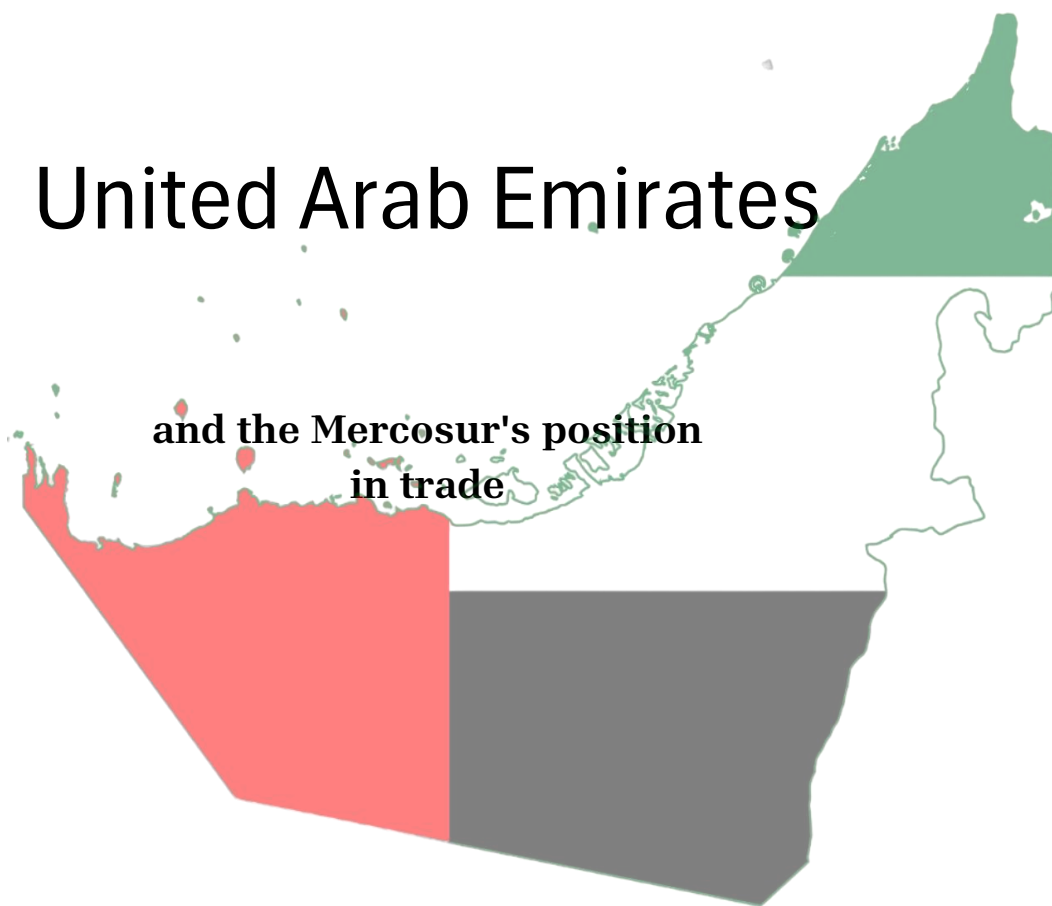 United Arab Emirates
and the Mercosur's position
in trade